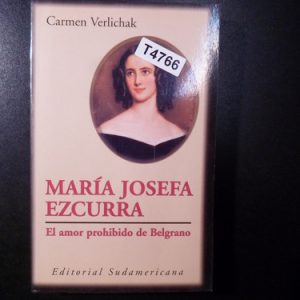 Carmen Verlichak
T4766
MARÍA JOSEFA
EZCURRA
El amor prohibido de Belgrano
Editorial Sudamericana